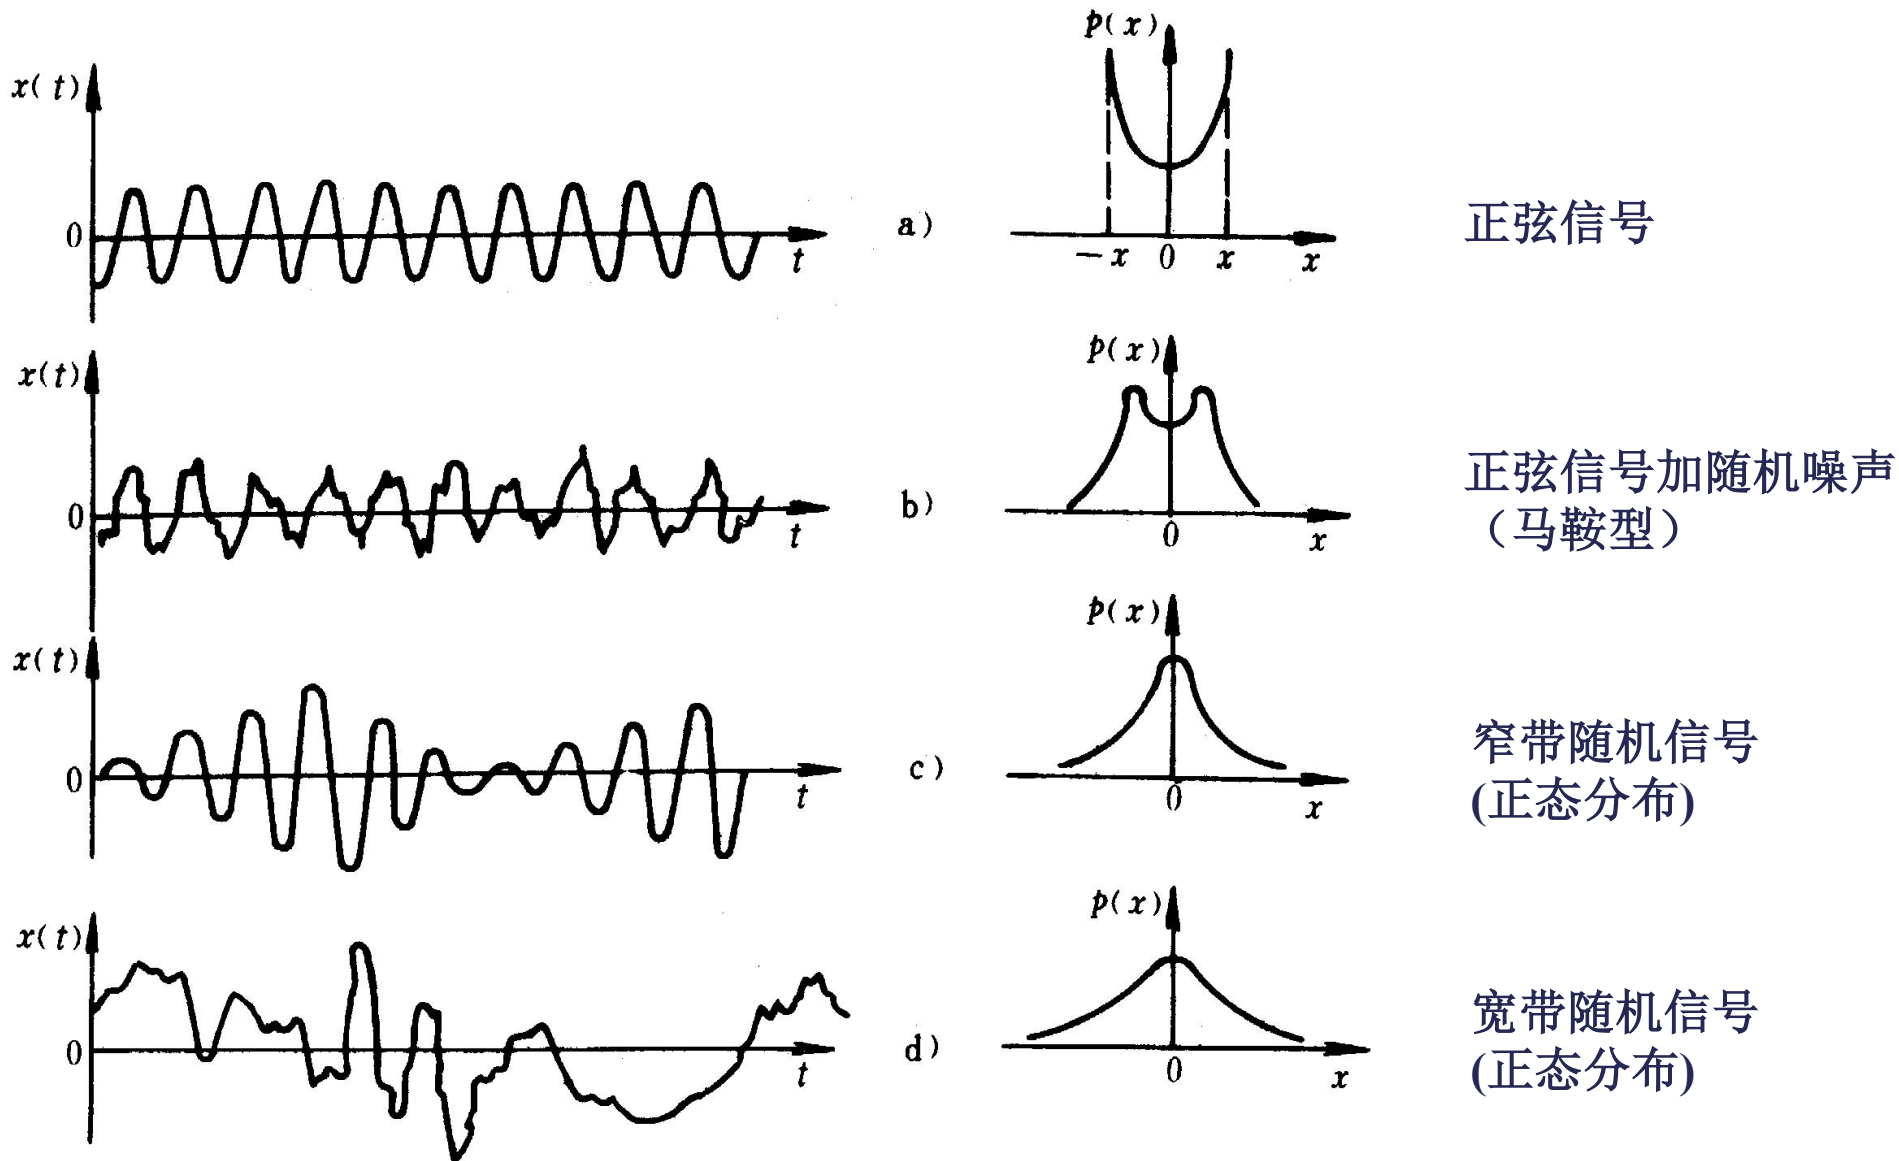 x(t)
0
t
a)
p(x)
-x 0 x x
正弦信号
x(t)
0
t
b)
p(x)
0
x
正弦信号加随机噪声
（马鞍型）
x(t)
0
t
c)
p(x)
0
x
窄带随机信号
(正态分布)
x(t)
0
t
d)
p(x)
0
x
宽带随机信号
(正态分布)